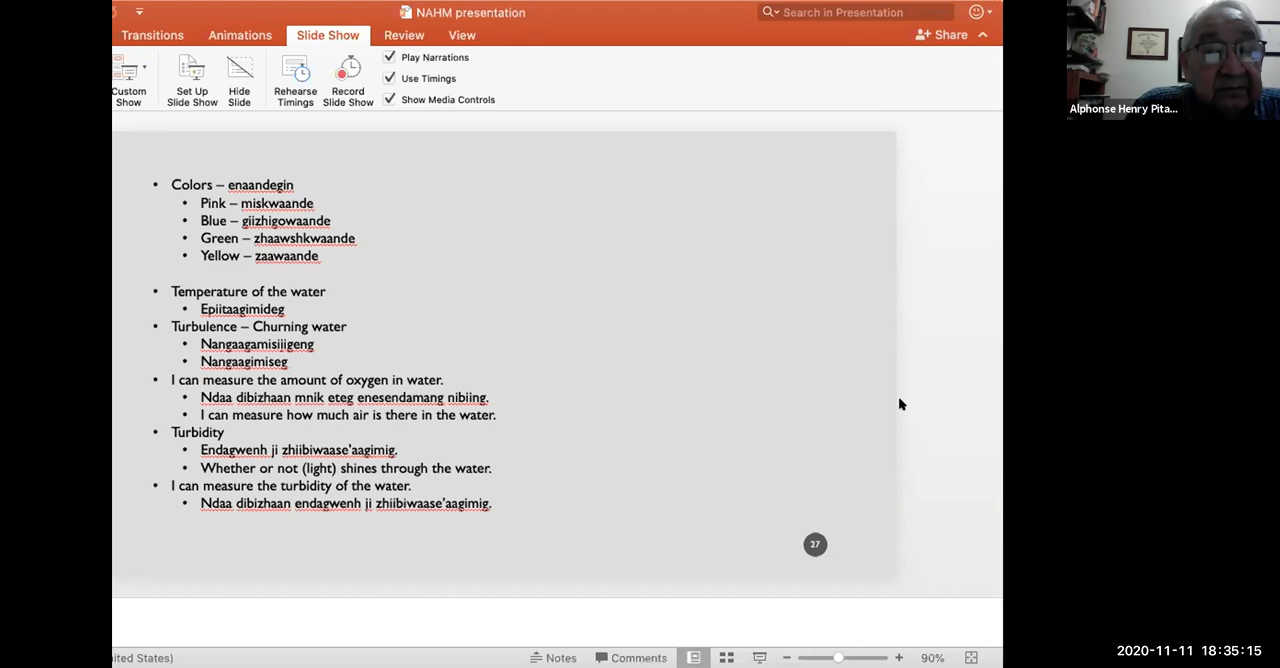 NAHM presentation
Search in Presentation
Transitions
Animations
Slide Show
Review
View
Share
Custom Show
Set Up Slide Show
Hide Slide
Rehearse Timings
Record Slide Show
Play Narrations
Use Timings
Show Media Controls
Alphonse Henry Pita...
• Colors – enaandegin
• Pink – miskwaande
• Blue – giizhigowaande
• Green – zhaawshkwaande
• Yellow – zaawaande
• Temperature of the water
• Epiitaagimideg
• Turbulence – Churning water
• Nangaagamisijigeng
• Nangaagimiseg
• I can measure the amount of oxygen in water.
• Ndaa dibizhaan mnik eteg enesendamang nibiing.
• I can measure how much air is there in the water.
• Turbidity
• Endagwenh ji zhiibiwaase'aagimig.
• Whether or not (light) shines through the water.
• I can measure the turbidity of the water.
• Ndaa dibizhaan endagwenh ji zhiibiwaase'aagimig.
27
ited States)
Notes
Comments
90%
2020-11-11 18:35:15